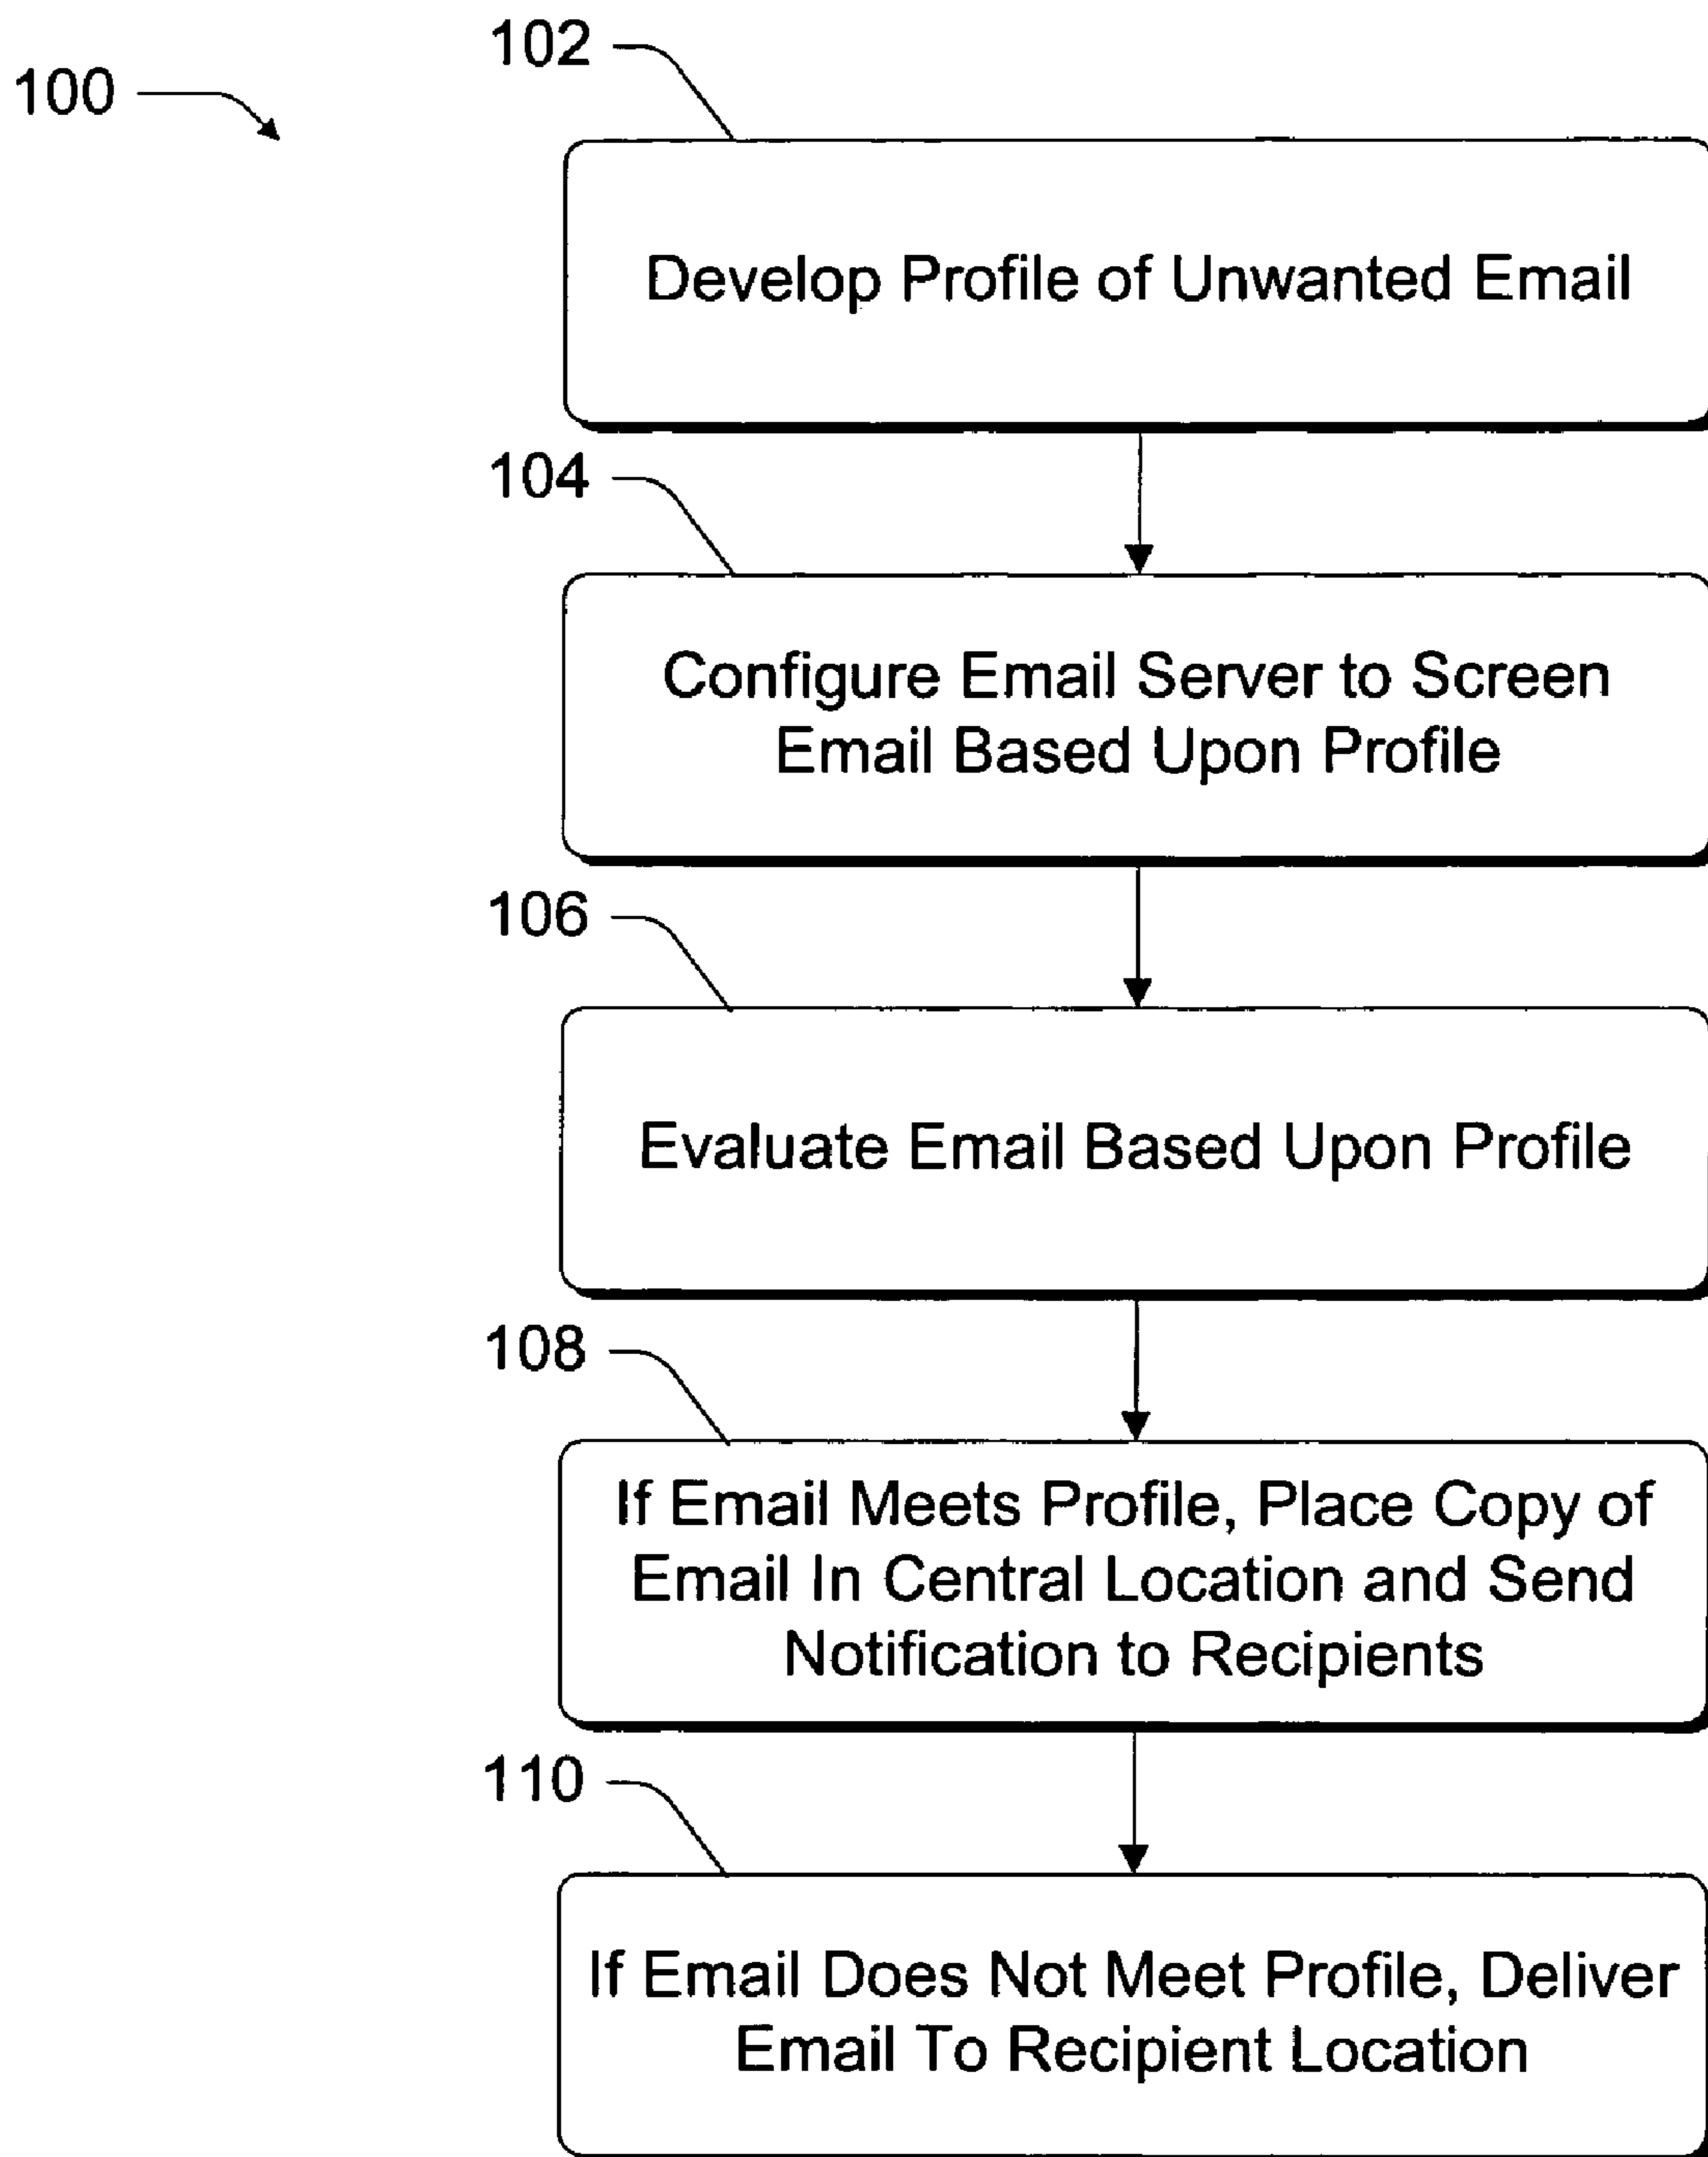 100
102
Develop Profile of Unwanted Email
104
Configure Email Server to Screen
Email Based Upon Profile
106
Evaluate Email Based Upon Profile
108
If Email Meets Profile, Place Copy of
Email In Central Location and Send
Notification to Recipients
110
If Email Does Not Meet Profile, Deliver
Email To Recipient Location